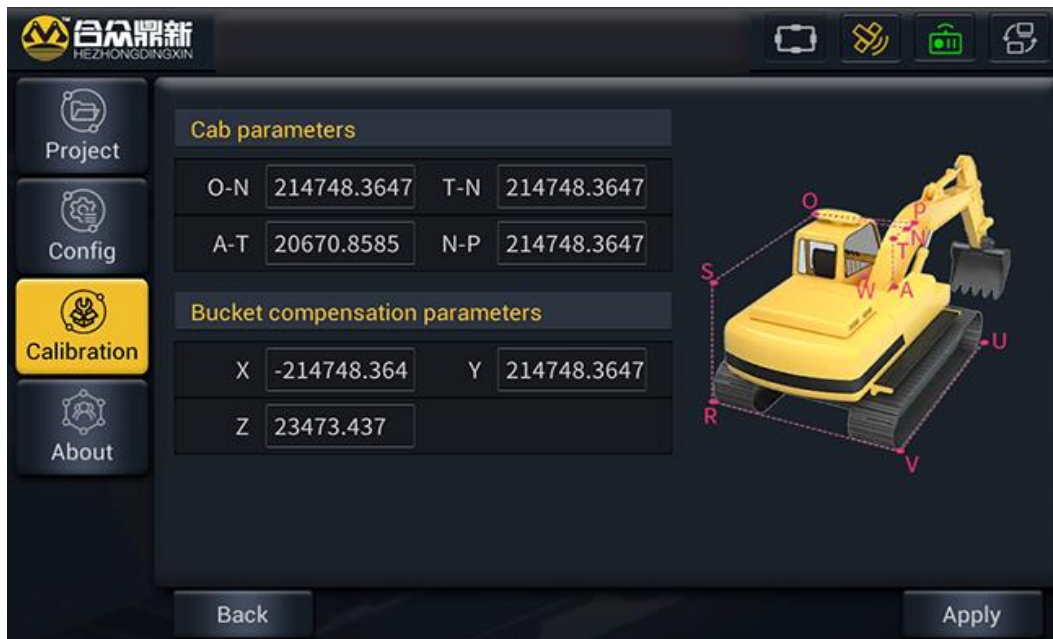 合众鼎新
HEZHONGDINGXIN
Project
Config
Calibration
About
Cab parameters
O-N 214748.3647 T-N 214748.3647
A-T 20670.8585 N-P 214748.3647
Bucket compensation parameters
X -214748.364 Y 214748.3647
Z 23473.437
O
P
N
T
S
W
A
U
R
V
Back
Apply